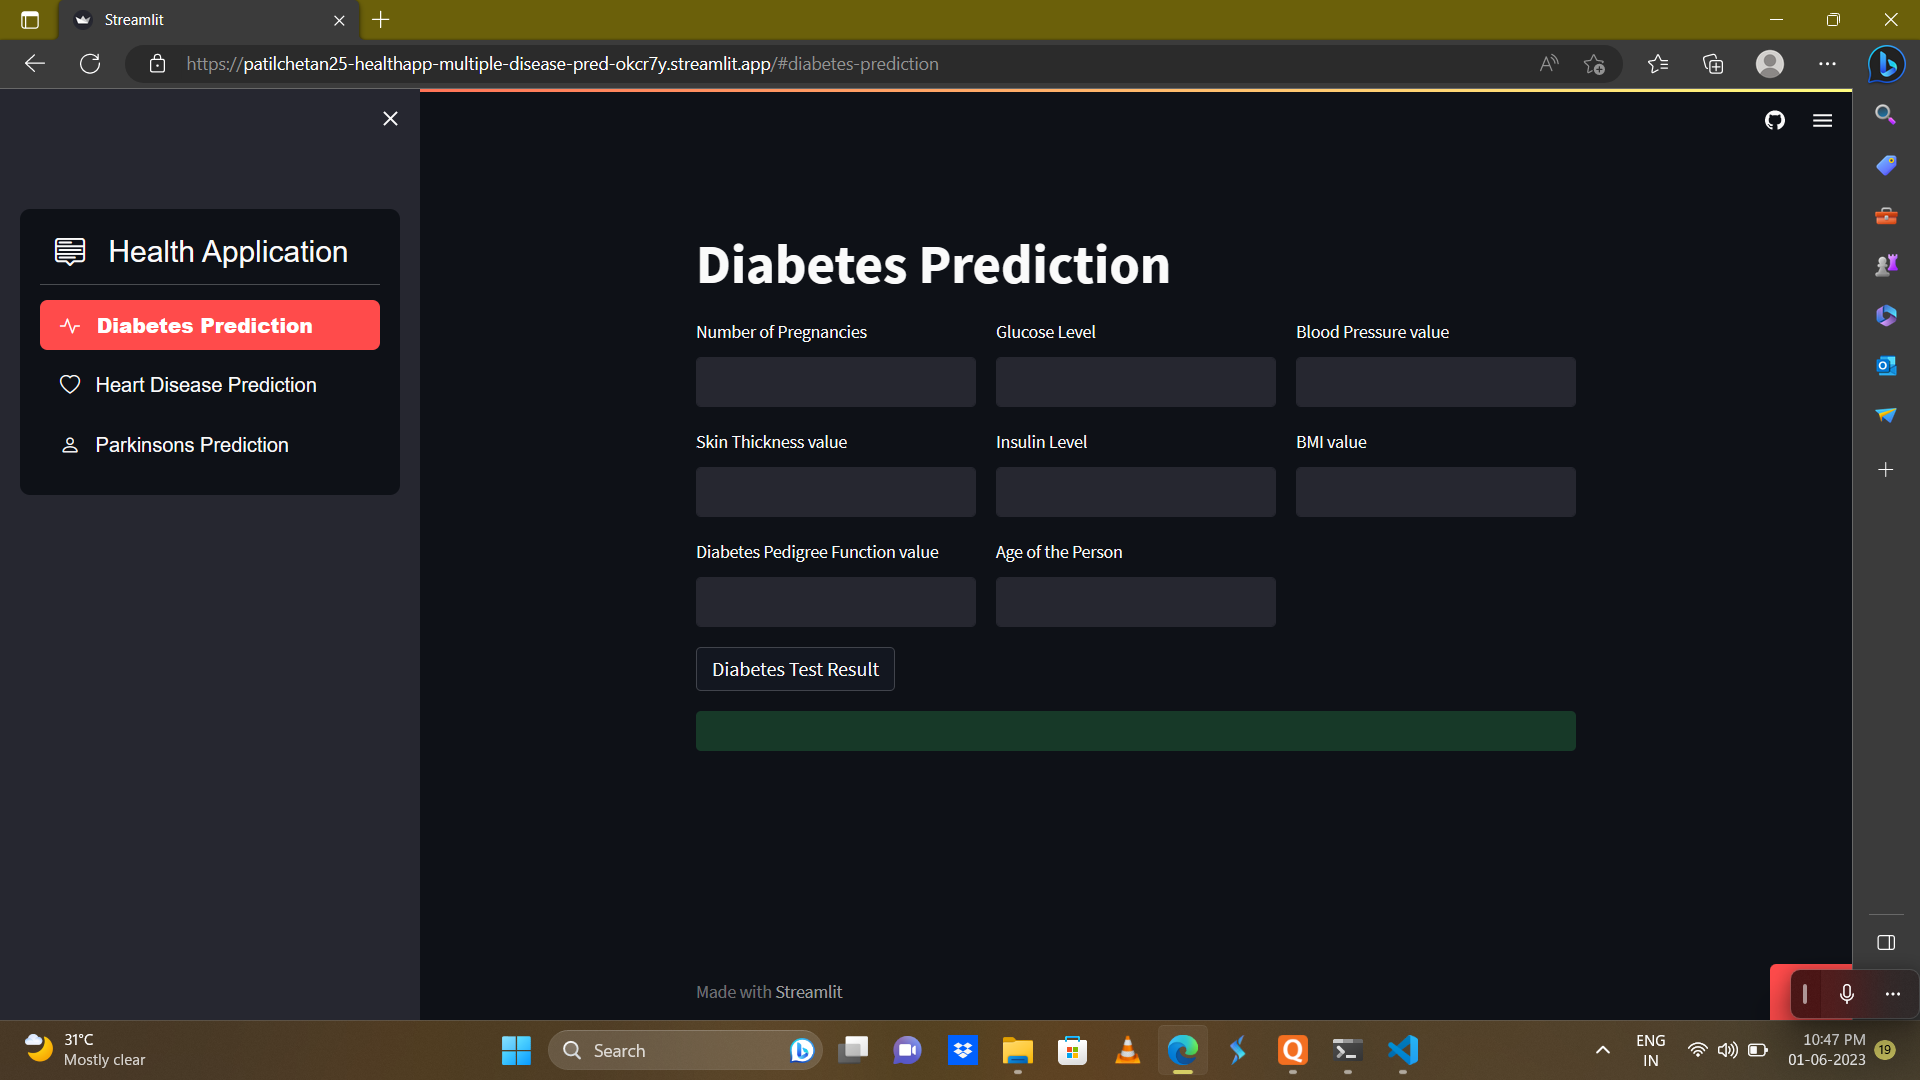 Streamlit
https://patilchetan25-healthapp-multiple-disease-pred-okcr7y.streamlit.app/#diabetes-prediction
Health Application
Diabetes Prediction
Heart Disease Prediction
Parkinsons Prediction
Diabetes Prediction
Number of Pregnancies
Glucose Level
Blood Pressure value
Skin Thickness value
Insulin Level
BMI value
Diabetes Pedigree Function value
Age of the Person
Diabetes Test Result
Made with Streamlit
31°C
Mostly clear
Search
ENG
IN
10:47 PM
01-06-2023
19